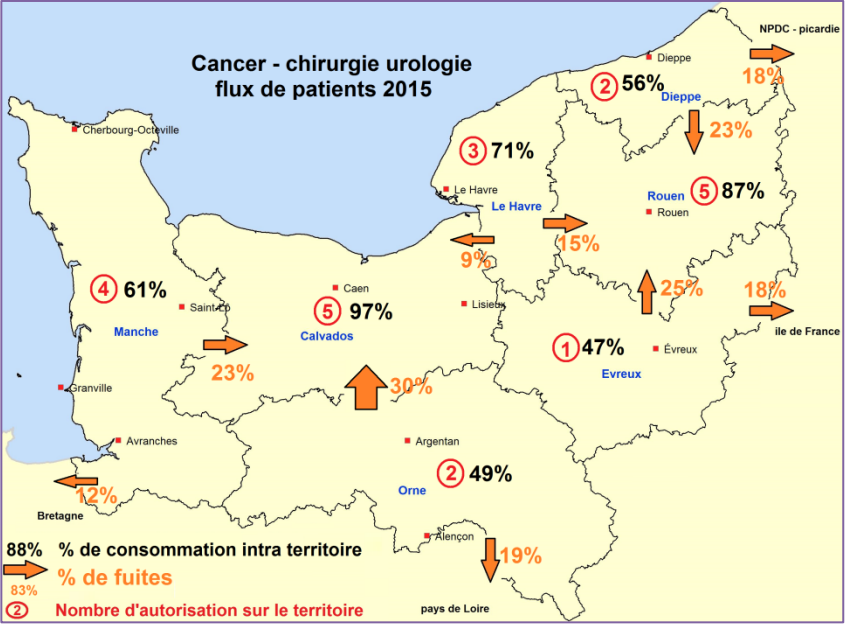 NPDC - picardie
Cancer - chirurgie urologie
flux de patients 2015
Dieppe
18%
2 56%
Dieppe
23%
Cherbourg-Octeville
3 71%
Le Havre
Le Havre
Rouen
5 87%
Rouen
15%
9%
Caen
4 61%
Saint-Lô
5 97%
Lisieux
25%
18%
Manche
Calvados
ile de France
1 47%
Évreux
Evreux
23%
30%
Granville
Avranches
Argentan
2 49%
Orne
12%
Bretagne
Alençon
19%
88% % de consommation intra territoire
% de fuites
83%
2 Nombre d'autorisation sur le territoire
pays de Loire